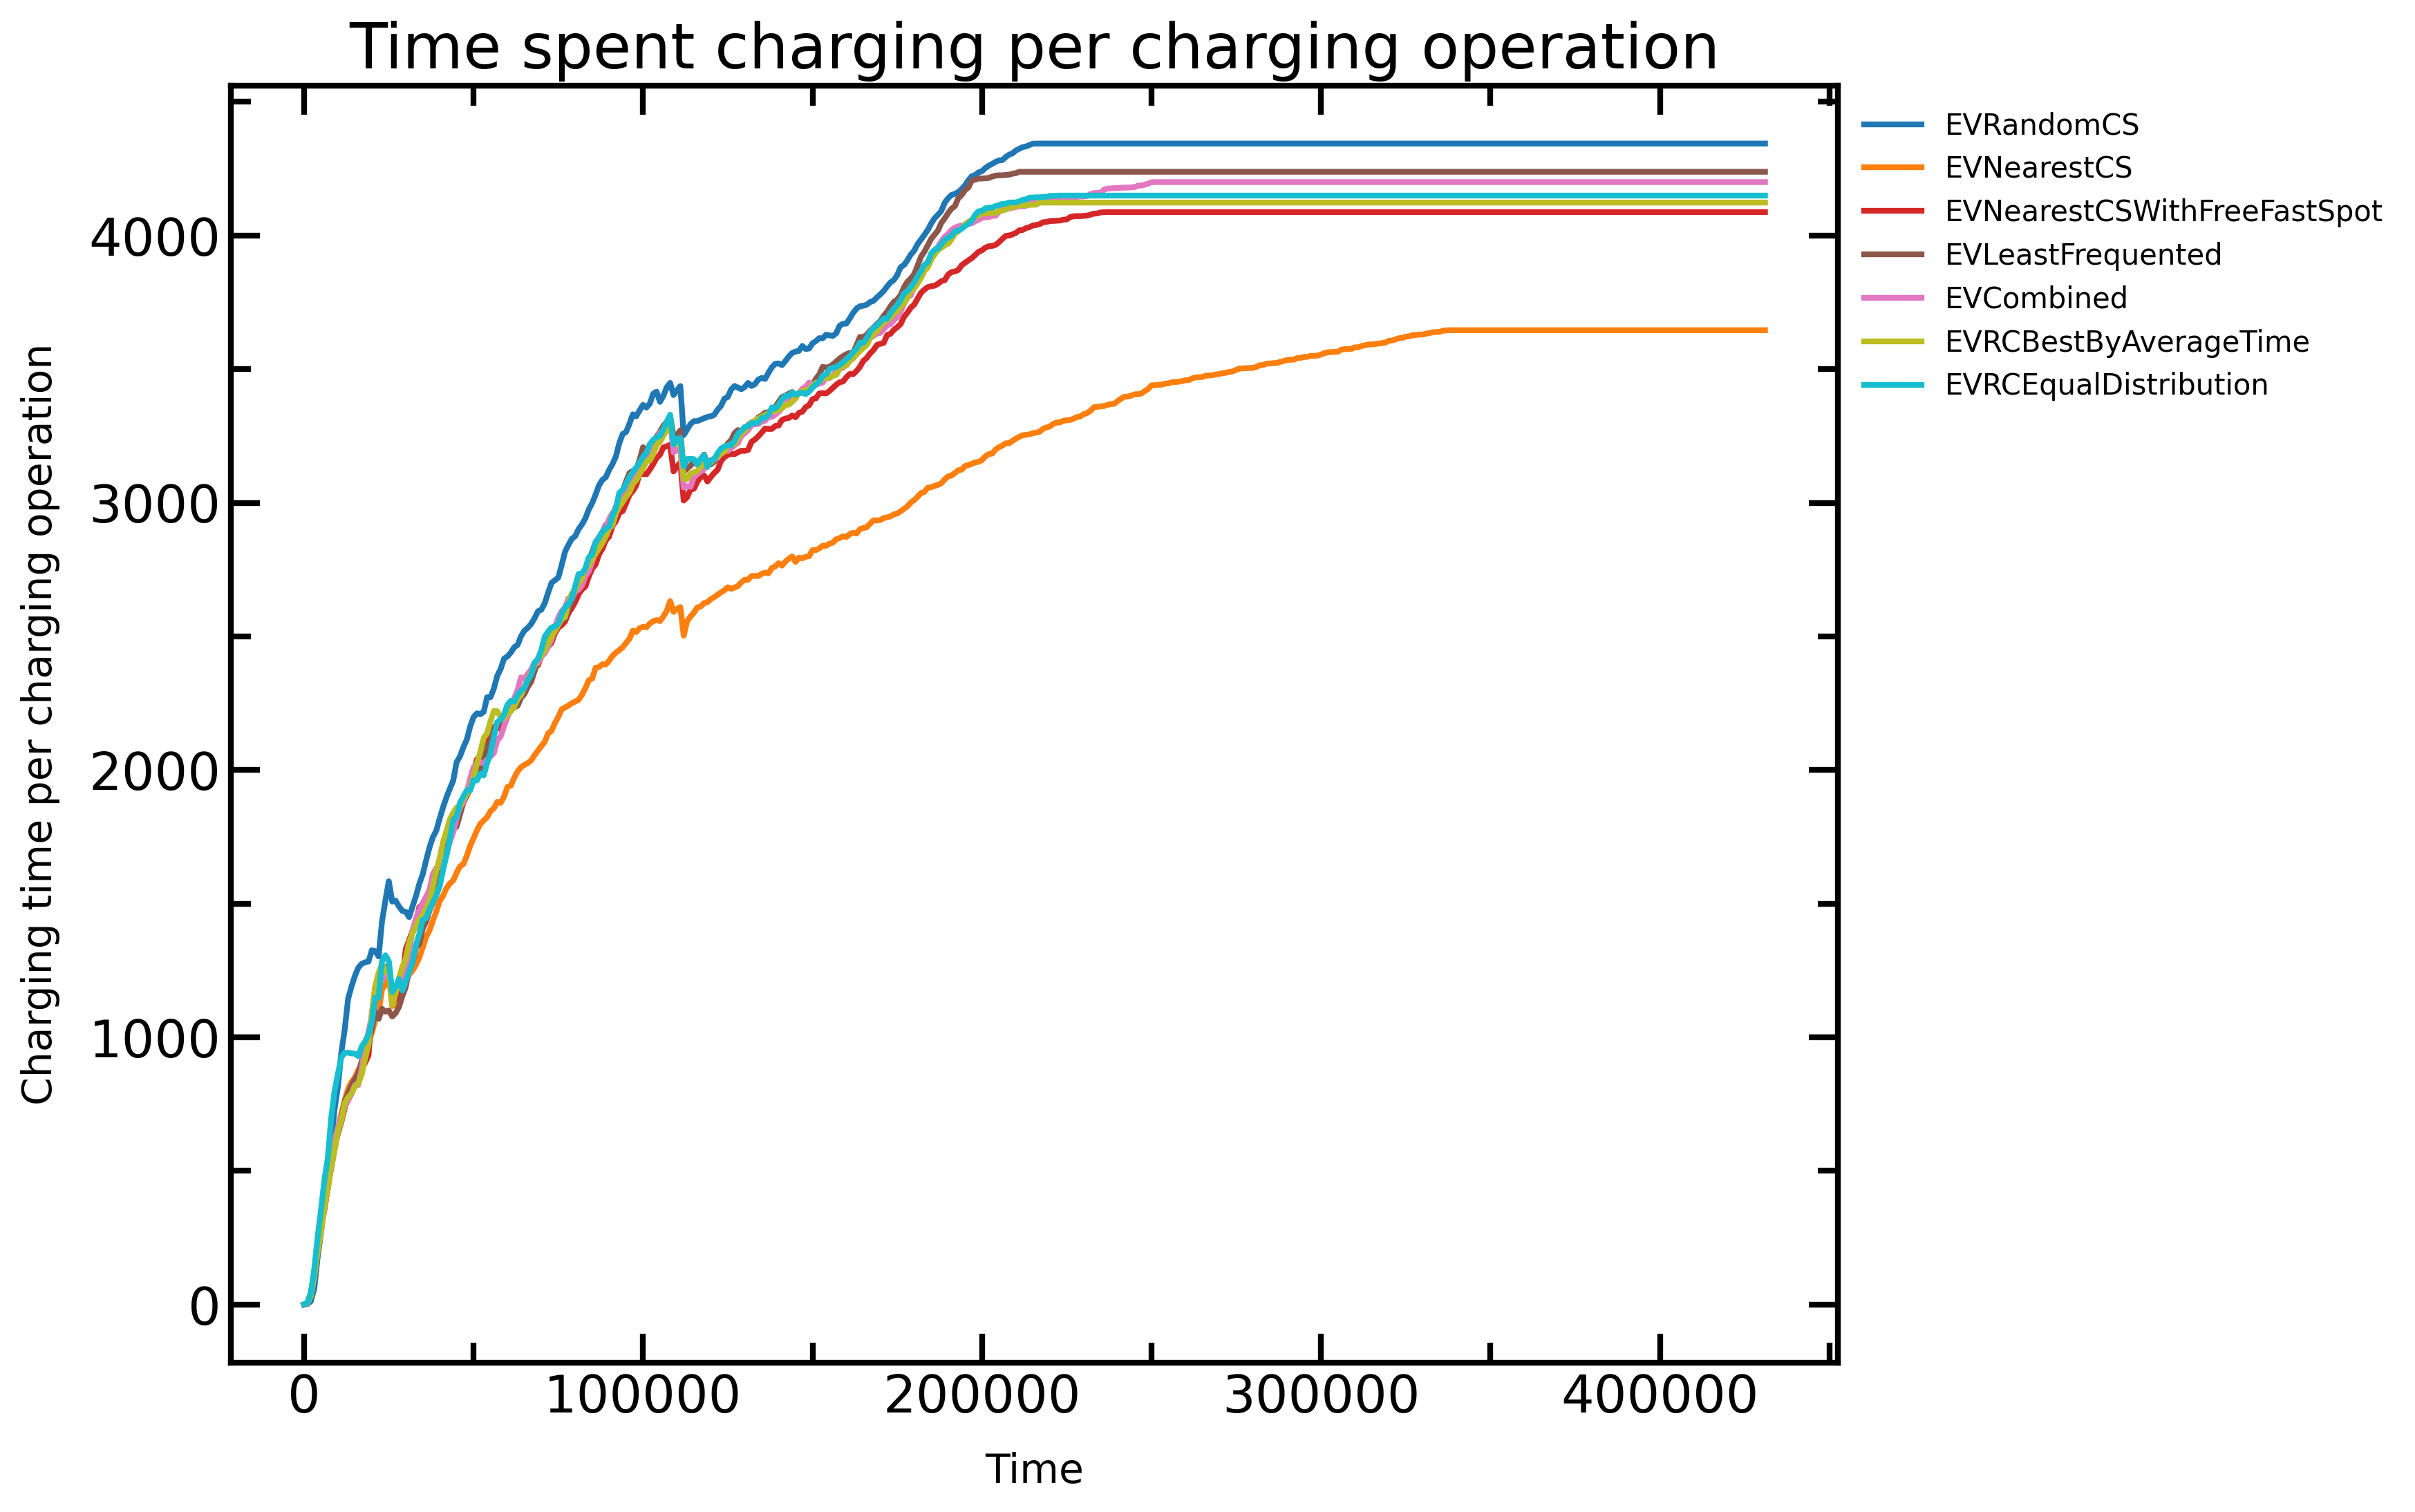 Time spent charging per charging operation
Charging time per charging operation
4000
3000
2000
1000
0
0 100000 200000 300000 400000
Time
EVRandomCS
EVNearestCS
EVNearestCSWithFreeFastSpot
EVLeastFrequented
EVCombined
EVRCBestByAverageTime
EVRCEqualDistribution